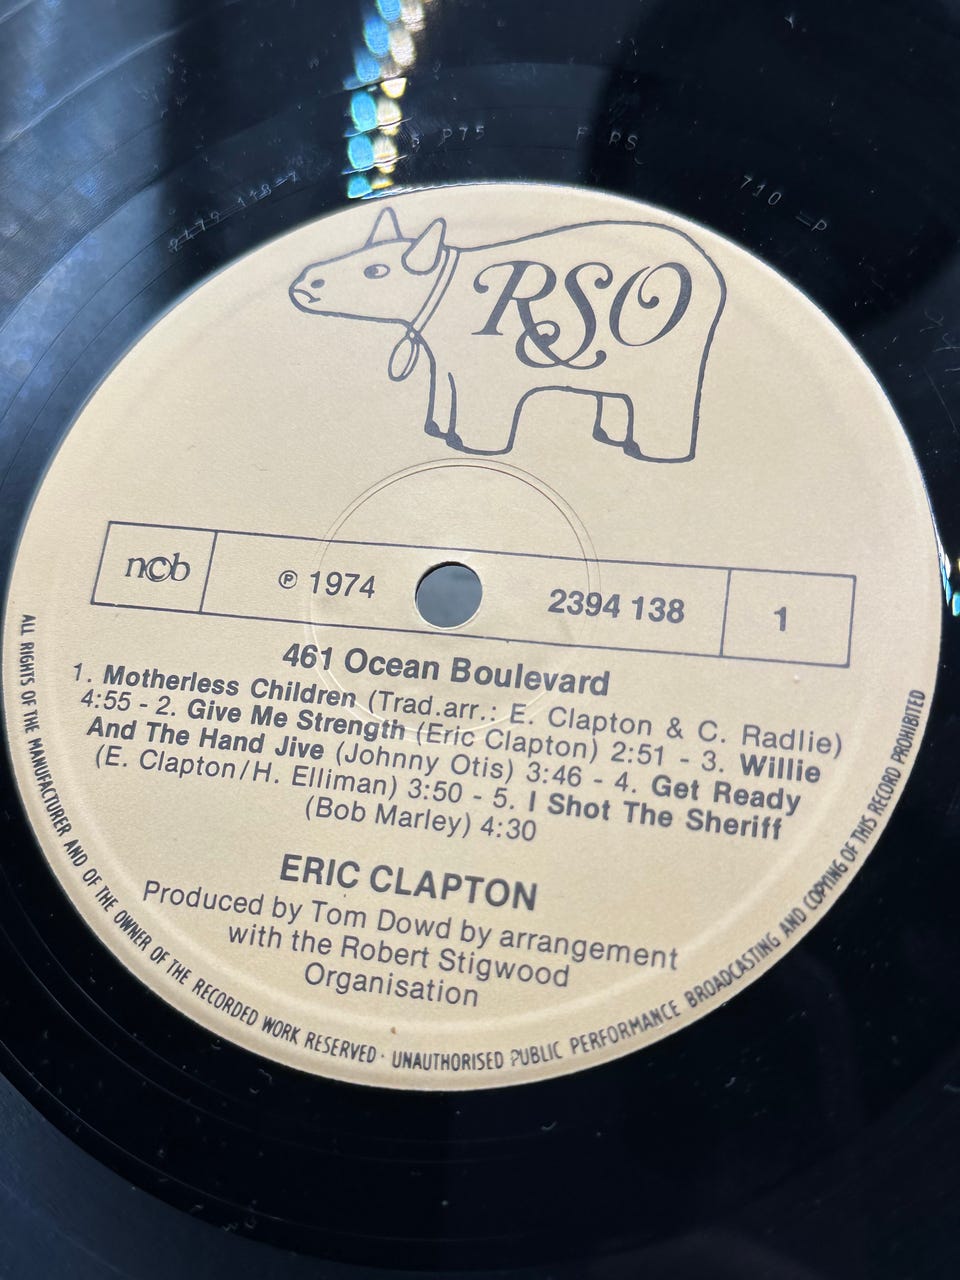 P75
710 -P
RSO
ncb
℗ 1974
2394 138
1
461 Ocean Boulevard
1. Motherless Children (Trad.arr.: E. Clapton & C. Radlie)
4:55 - 2. Give Me Strength (Eric Clapton) 2:51 - 3. Willie
And The Hand Jive (Johnny Otis) 3:46 - 4. Get Ready
(E. Clapton/H. Elliman) 3:50 - 5. I Shot The Sheriff
(Bob Marley) 4:30
ERIC CLAPTON
Produced by Tom Dowd by arrangement
with the Robert Stigwood
Organisation
ALL RIGHTS OF THE MANUFACTURER AND OF THE OWNER OF THE RECORDED WORK RESERVED · UNAUTHORISED PUBLIC PERFORMANCE BROADCASTING AND COPYING OF THIS RECORD PROHIBITED